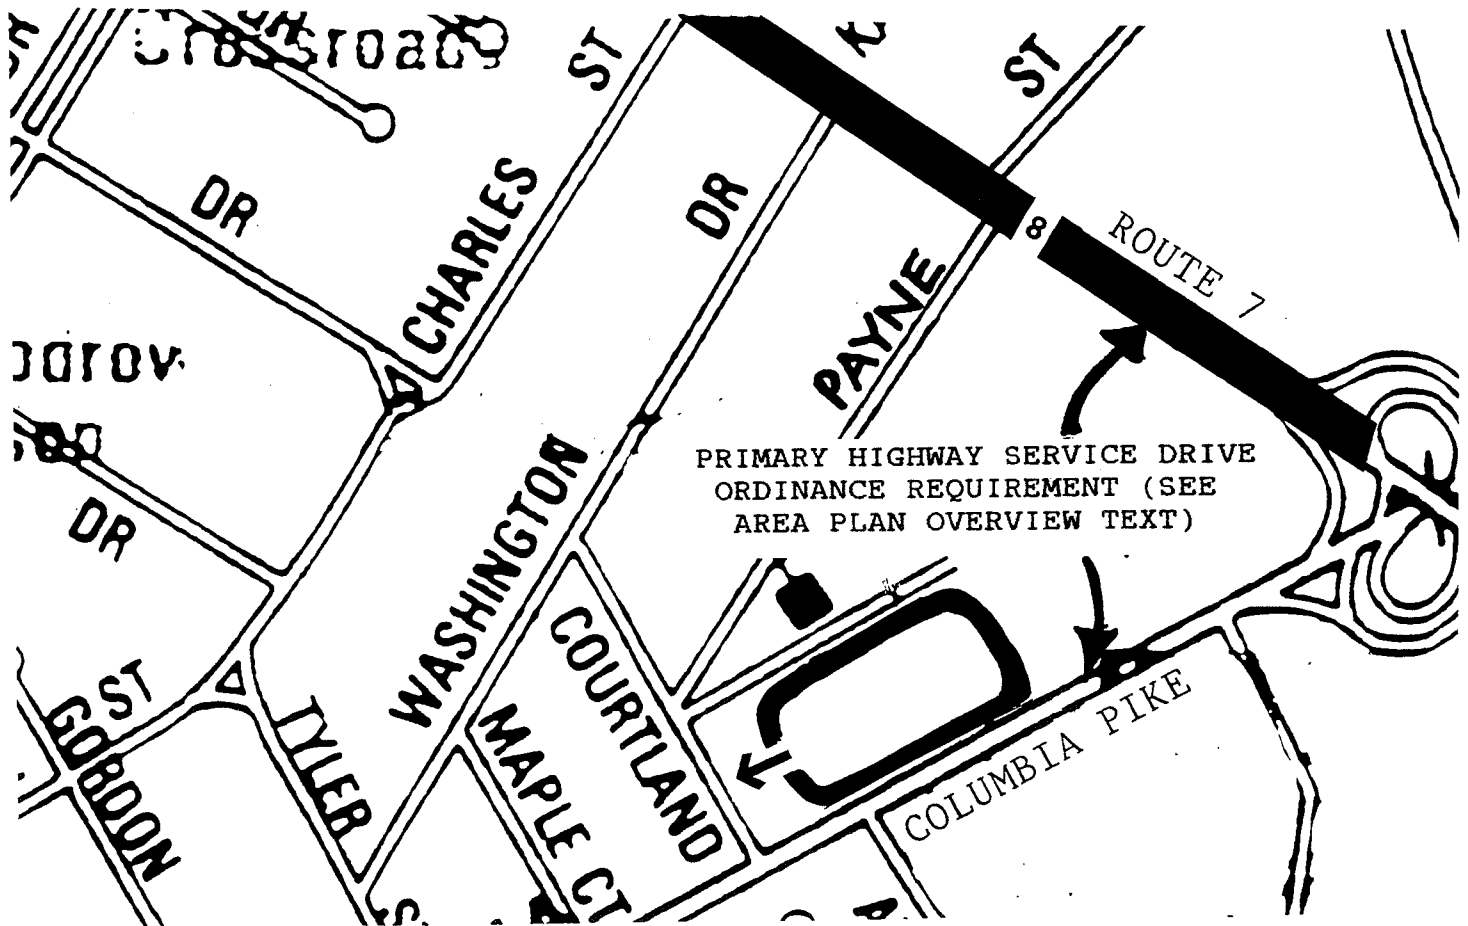 Crossroads
ST
ST
DR
CHARLES
DR
8
ROUTE 7
PAYNE
DR
WASHINGTON
PRIMARY HIGHWAY SERVICE DRIVE
ORDINANCE REQUIREMENT (SEE
AREA PLAN OVERVIEW TEXT)
COURTLAND
ST
GORDON
TYLER
MAPLE CT
COLUMBIA PIKE